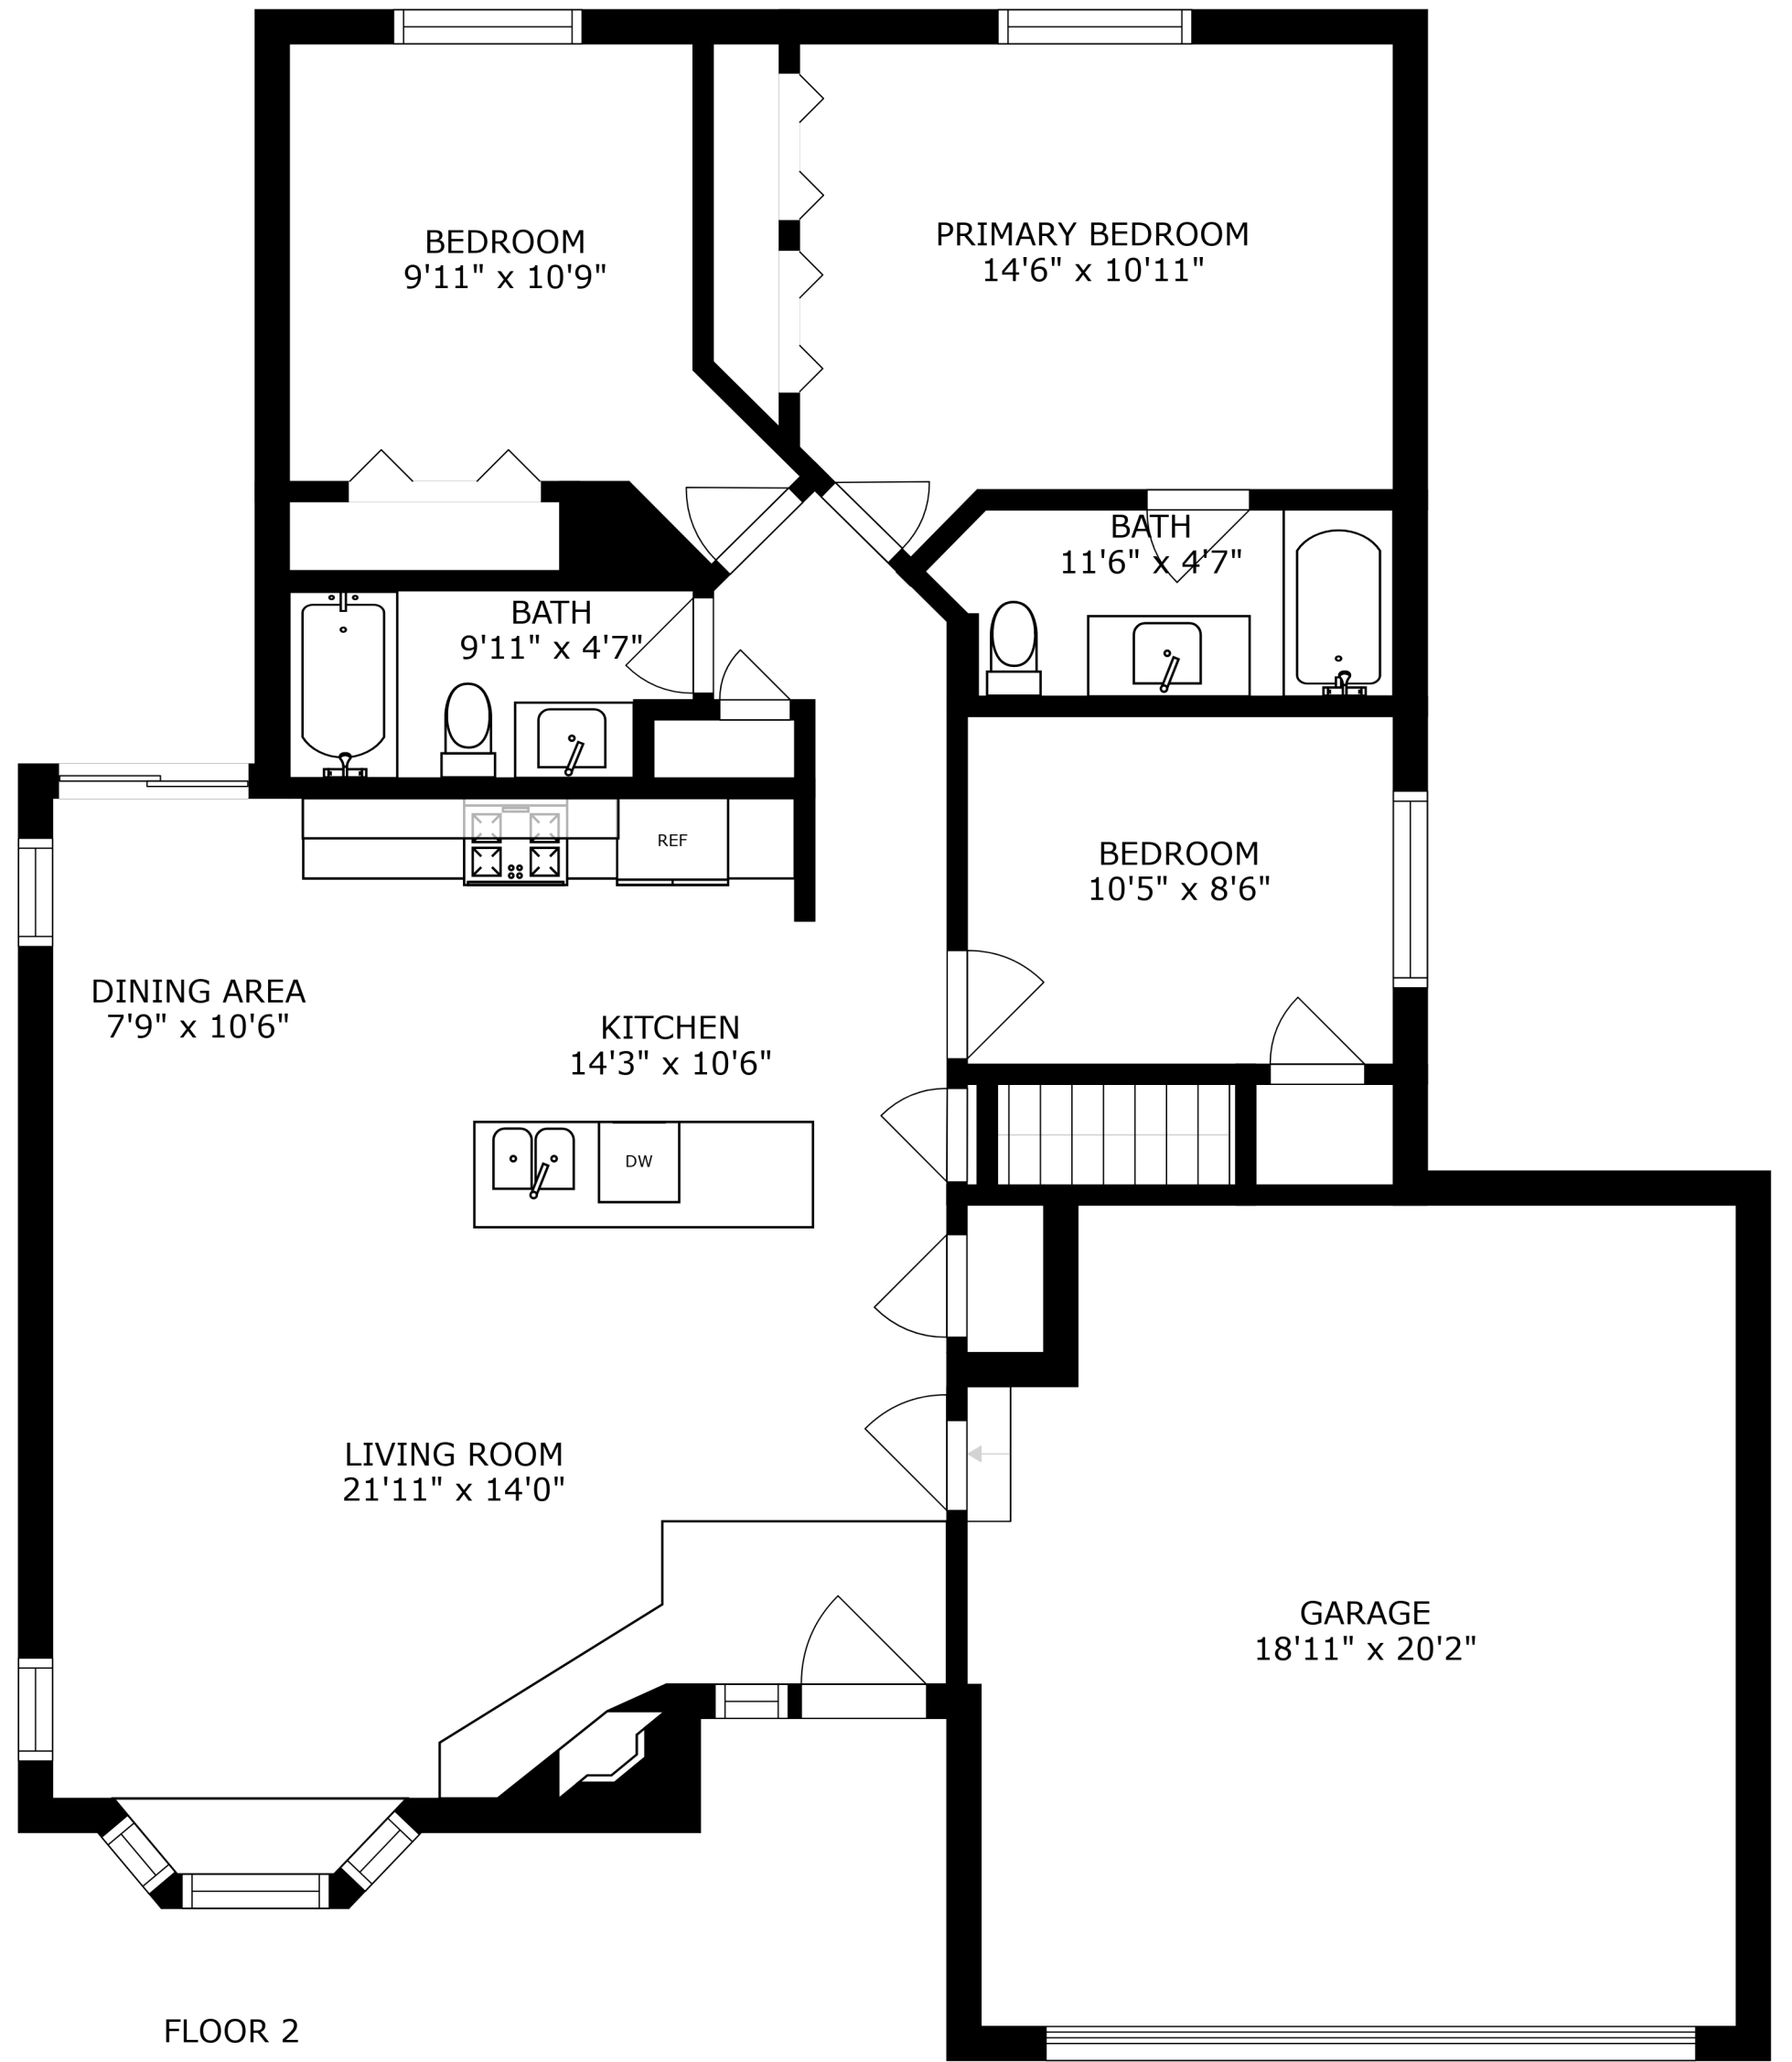 BEDROOM
9'11" x 10'9"
PRIMARY BEDROOM
14'6" x 10'11"
BATH
11'6" x 4'7"
BATH
9'11" x 4'7"
REF
BEDROOM
10'5" x 8'6"
DINING AREA
7'9" x 10'6"
KITCHEN
14'3" x 10'6"
DW
LIVING ROOM
21'11" x 14'0"
GARAGE
18'11" x 20'2"
FLOOR 2